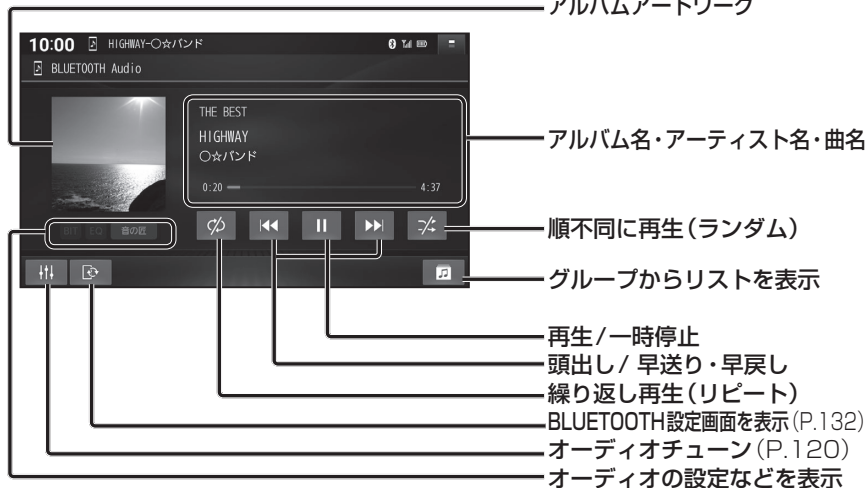 アルバムアートワーク
10:00 HIGHWAY-○☆バンド
BLUETOOTH Audio
THE BEST
HIGHWAY
○☆バンド
0:20 4:37
BIT EQ 音の匠
アルバム名・アーティスト名・曲名
順不同に再生(ランダム)
グループからリストを表示
再生/一時停止
頭出し/ 早送り・早戻し
繰り返し再生(リピート)
BLUETOOTH設定画面を表示(P.132)
オーディオチューン(P.120)
オーディオの設定などを表示